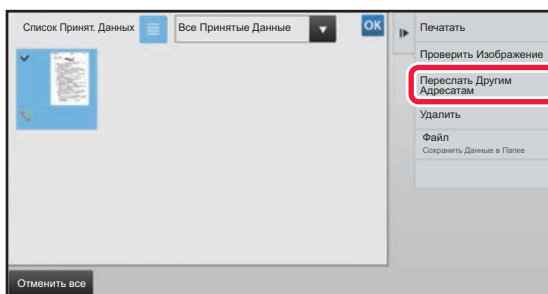 Список Принят. Данных
Все Принятые Данные
OK
Печатать
Проверить Изображение
Переслать Другим
Адресатам
Удалить
Файл
Сохранить Данные в Папке
Отменить все